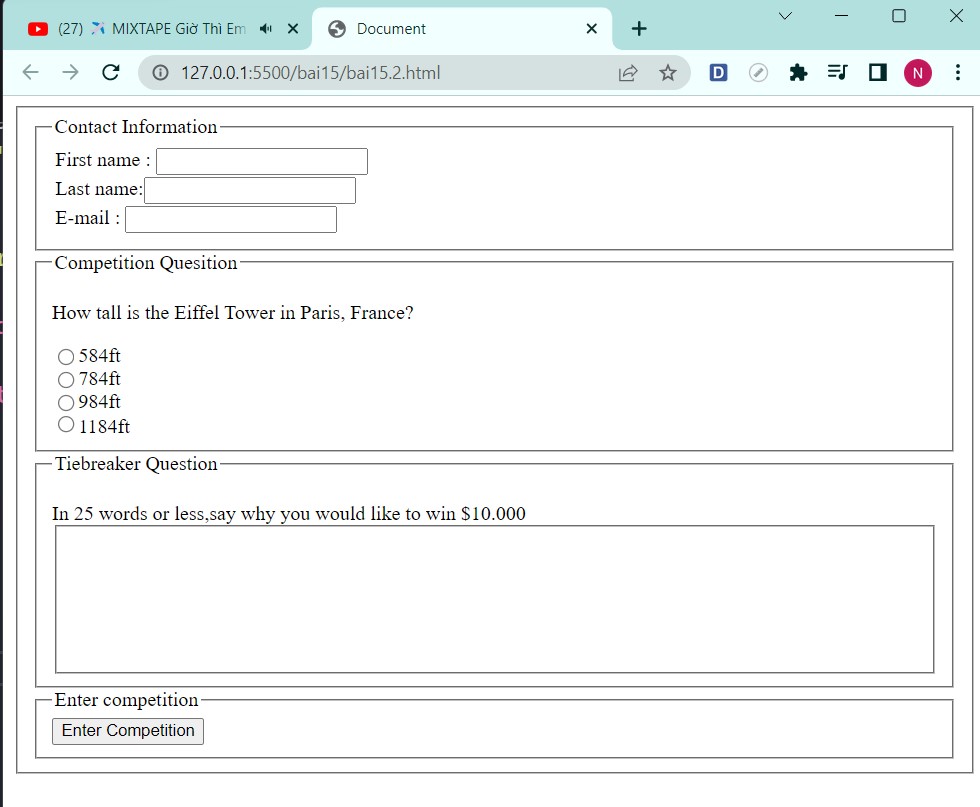 (27) MIXTAPE Giờ Thì Em
Document
127.0.0.1:5500/bai15/bai15.2.html
D
N
Contact Information
First name :
Last name:
E-mail :
Competition Quesition
How tall is the Eiffel Tower in Paris, France?
584ft
784ft
984ft
1184ft
Tiebreaker Question
In 25 words or less,say why you would like to win $10.000
Enter competition
Enter Competition